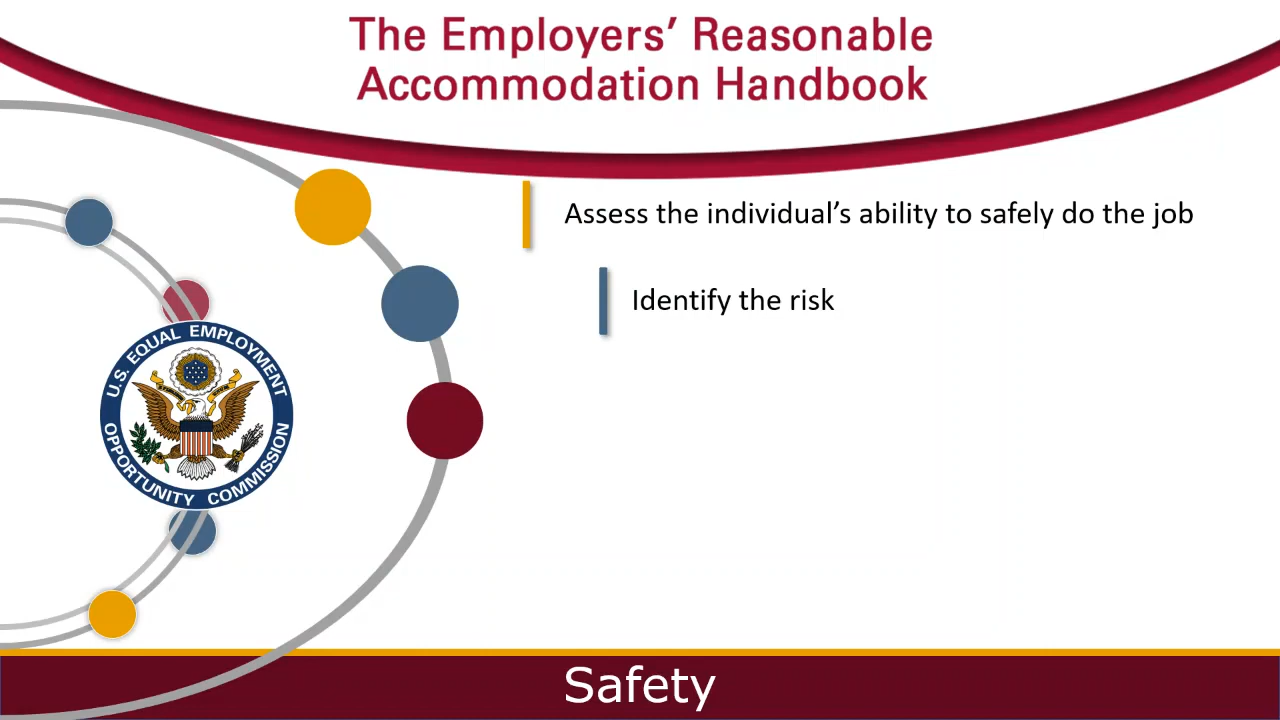 The Employers’ Reasonable
Accommodation Handbook
Assess the individual’s ability to safely do the job
Identify the risk
U.S. EQUAL EMPLOYMENT
OPPORTUNITY COMMISSION
Safety